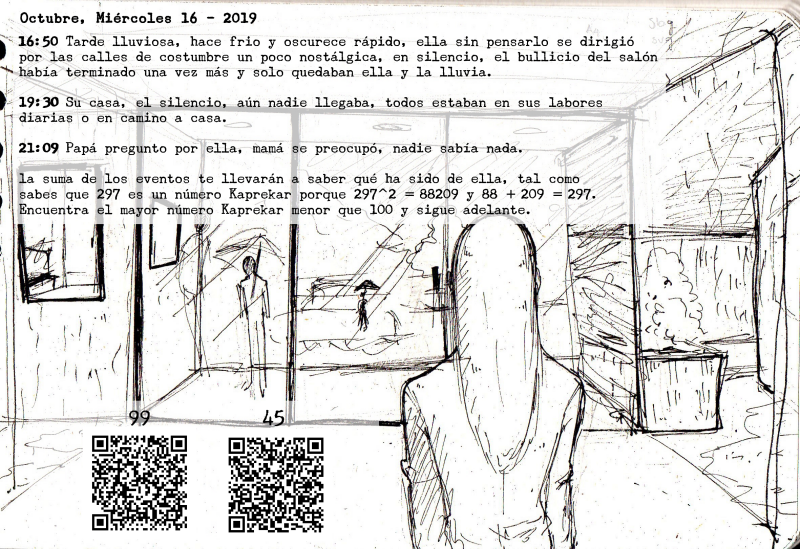 Octubre, Miércoles 16 - 2019
16:50 Tarde lluviosa, hace frio y oscurece rápido, ella sin pensarlo se dirigió
por las calles de costumbre un poco nostálgica, en silencio, el bullicio del salón
había terminado una vez más y solo quedaban ella y la lluvia.
19:30 Su casa, el silencio, aún nadie llegaba, todos estaban en sus labores
diarias o en camino a casa.
21:09 Papá pregunto por ella, mamá se preocupó, nadie sabía nada.
la suma de los eventos te llevarán a saber qué ha sido de ella, tal como
sabes que 297 es un número Kaprekar porque 297^2 = 88209 y 88 + 209 = 297.
Encuentra el mayor número Kaprekar menor que 100 y sigue adelante.
99 45